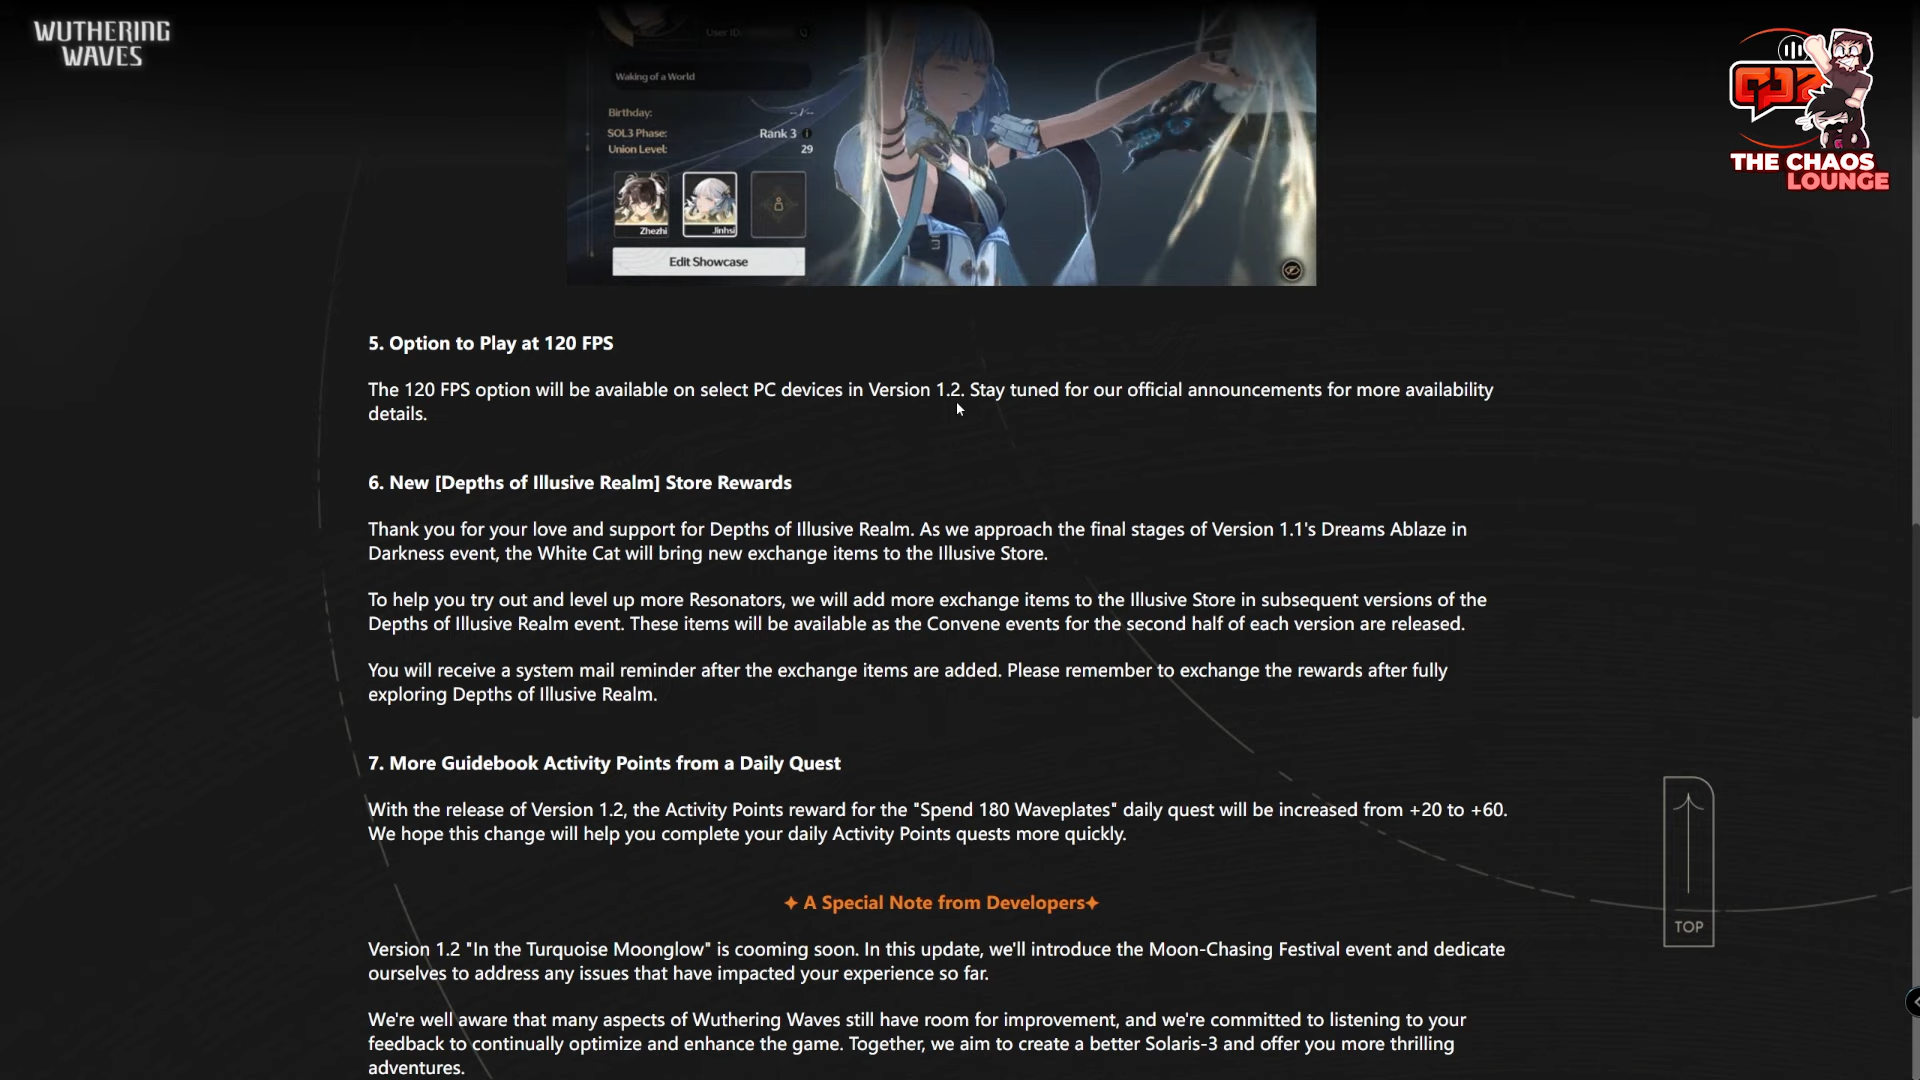 WUTHERING
WAVES
User ID:
Waking of a World
Birthday:
--/--
SOL3 Phase:
Rank 3
Union Level:
29
Zhezhi
Jinhsi
Edit Showcase
THE CHAOS
LOUNGE
5. Option to Play at 120 FPS
The 120 FPS option will be available on select PC devices in Version 1.2. Stay tuned for our official announcements for more availability
details.
6. New [Depths of Illusive Realm] Store Rewards
Thank you for your love and support for Depths of Illusive Realm. As we approach the final stages of Version 1.1's Dreams Ablaze in
Darkness event, the White Cat will bring new exchange items to the Illusive Store.
To help you try out and level up more Resonators, we will add more exchange items to the Illusive Store in subsequent versions of the
Depths of Illusive Realm event. These items will be available as the Convene events for the second half of each version are released.
You will receive a system mail reminder after the exchange items are added. Please remember to exchange the rewards after fully
exploring Depths of Illusive Realm.
7. More Guidebook Activity Points from a Daily Quest
With the release of Version 1.2, the Activity Points reward for the "Spend 180 Waveplates" daily quest will be increased from +20 to +60.
We hope this change will help you complete your daily Activity Points quests more quickly.
✦ A Special Note from Developers✦
Version 1.2 "In the Turquoise Moonglow" is cooming soon. In this update, we'll introduce the Moon-Chasing Festival event and dedicate
ourselves to address any issues that have impacted your experience so far.
We're well aware that many aspects of Wuthering Waves still have room for improvement, and we're committed to listening to your
feedback to continually optimize and enhance the game. Together, we aim to create a better Solaris-3 and offer you more thrilling
adventures.
TOP